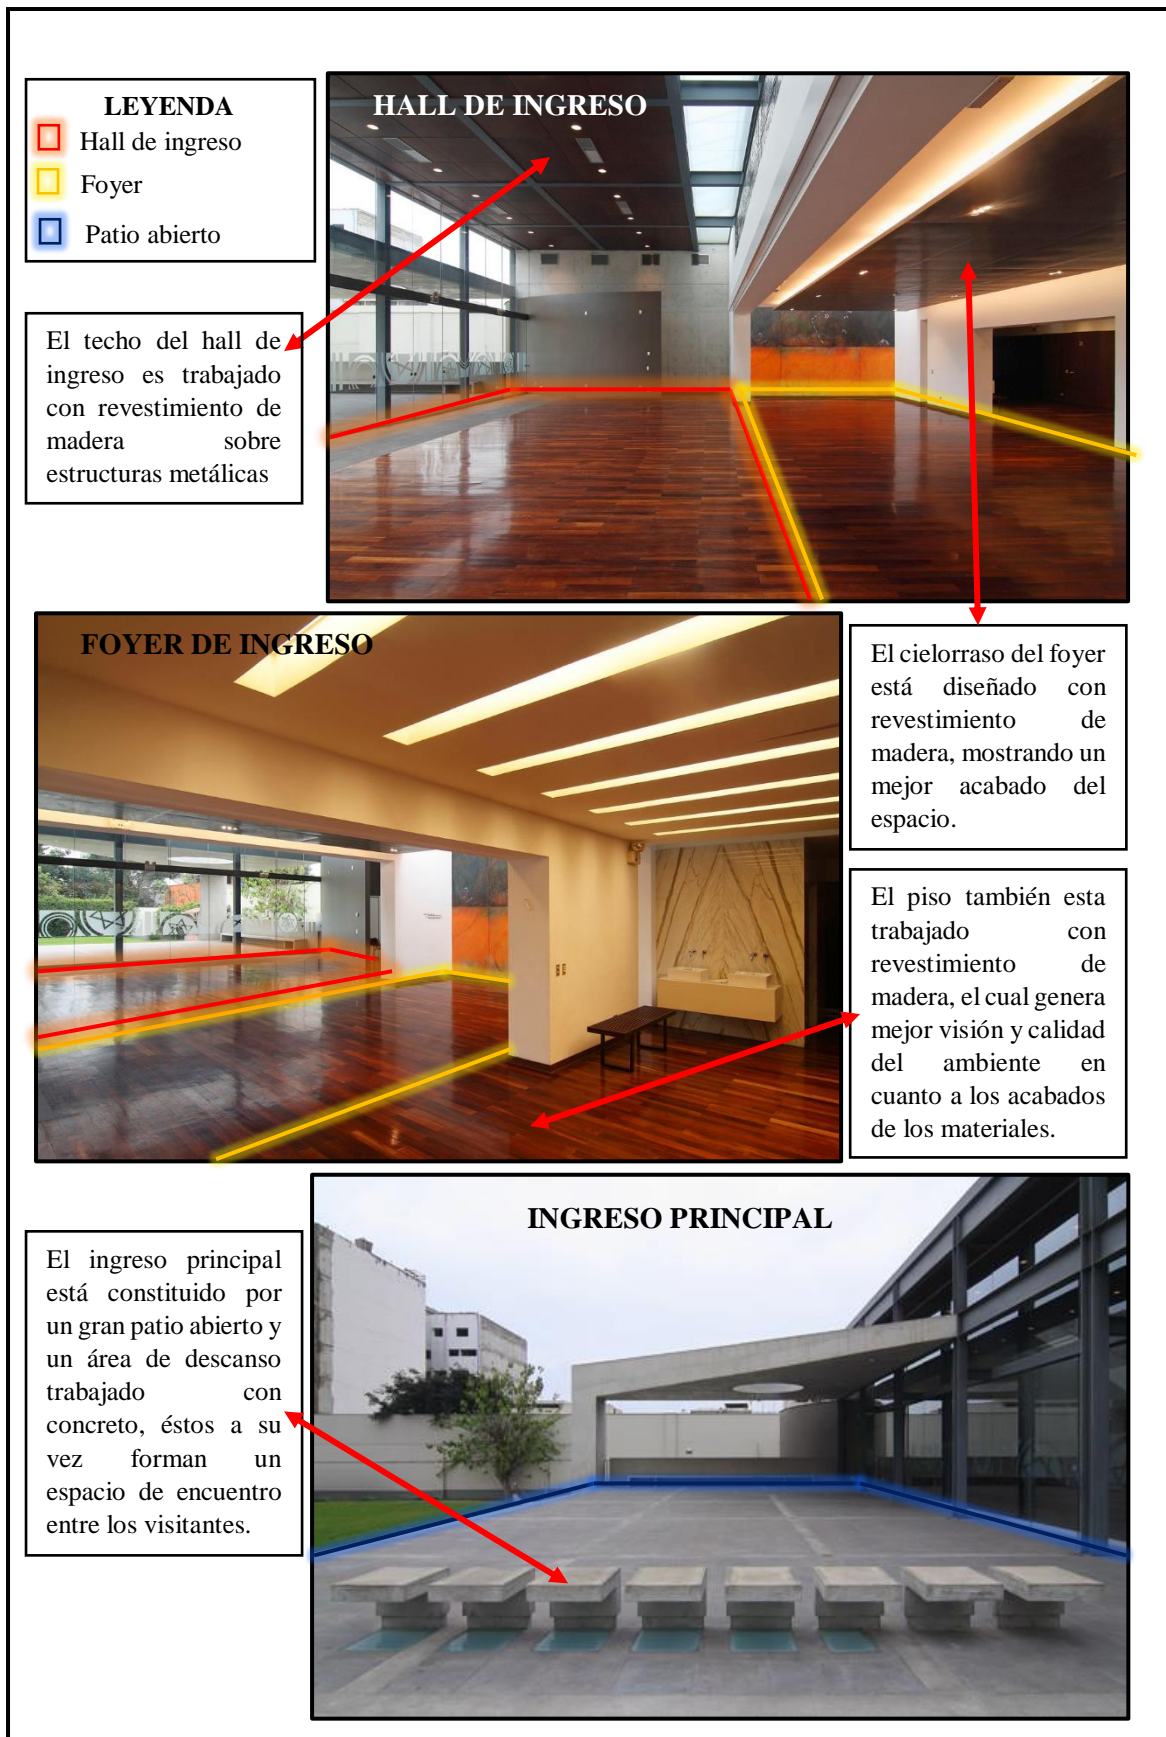 LEYENDA
Hall de ingreso
Foyer
Patio abierto
HALL DE INGRESO
El techo del hall de
ingreso es trabajado
con revestimiento de
madera sobre
estructuras metálicas
FOYER DE INGRESO
El cielorraso del foyer
está diseñado con
revestimiento de
madera, mostrando un
mejor acabado del
espacio.
El piso también esta
trabajado con
revestimiento de
madera, el cual genera
mejor visión y calidad
del ambiente en
cuanto a los acabados
de los materiales.
INGRESO PRINCIPAL
El ingreso principal
está constituido por
un gran patio abierto y
un área de descanso
trabajado con
concreto, éstos a su
vez forman un
espacio de encuentro
entre los visitantes.